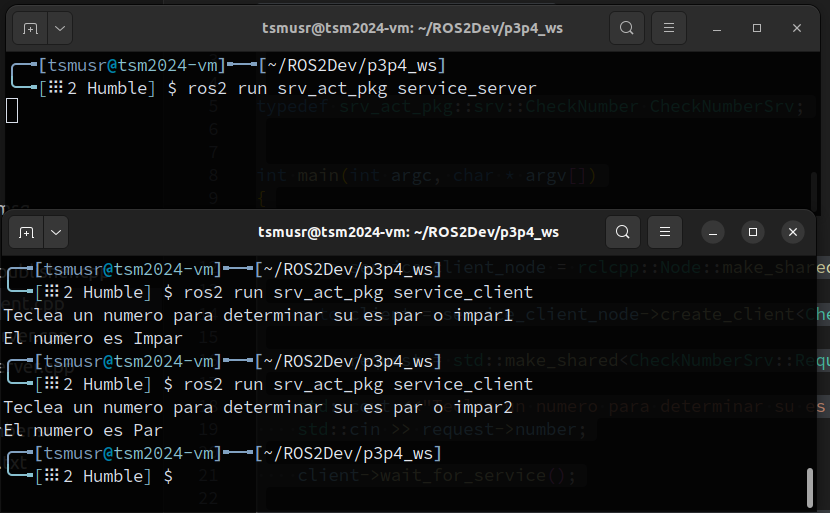 tsmusr@tsm2024-vm: ~/ROS2Dev/p3p4_ws
[tsmusr@tsm2024-vm] [~/ROS2Dev/p3p4_ws]
[2 Humble] $ ros2 run srv_act_pkg service_server
5 typedef srv_act_pkg::srv::CheckNumber CheckNumberSrv;
6
7
8 int main(int argc, char * argv[])
9 {
tsmusr@tsm2024-vm: ~/ROS2Dev/p3p4_ws
[tsmusr@tsm2024-vm] [~/ROS2Dev/p3p4_ws]
[2 Humble] $ ros2 run srv_act_pkg service_client
Teclea un numero para determinar su es par o impar1
El numero es Impar
[tsmusr@tsm2024-vm] [~/ROS2Dev/p3p4_ws]
[2 Humble] $ ros2 run srv_act_pkg service_client
Teclea un numero para determinar su es par o impar2
El numero es Par
[tsmusr@tsm2024-vm] [~/ROS2Dev/p3p4_ws]
[2 Humble] $
std::cin >> request->number;
client->wait_for_service();
22